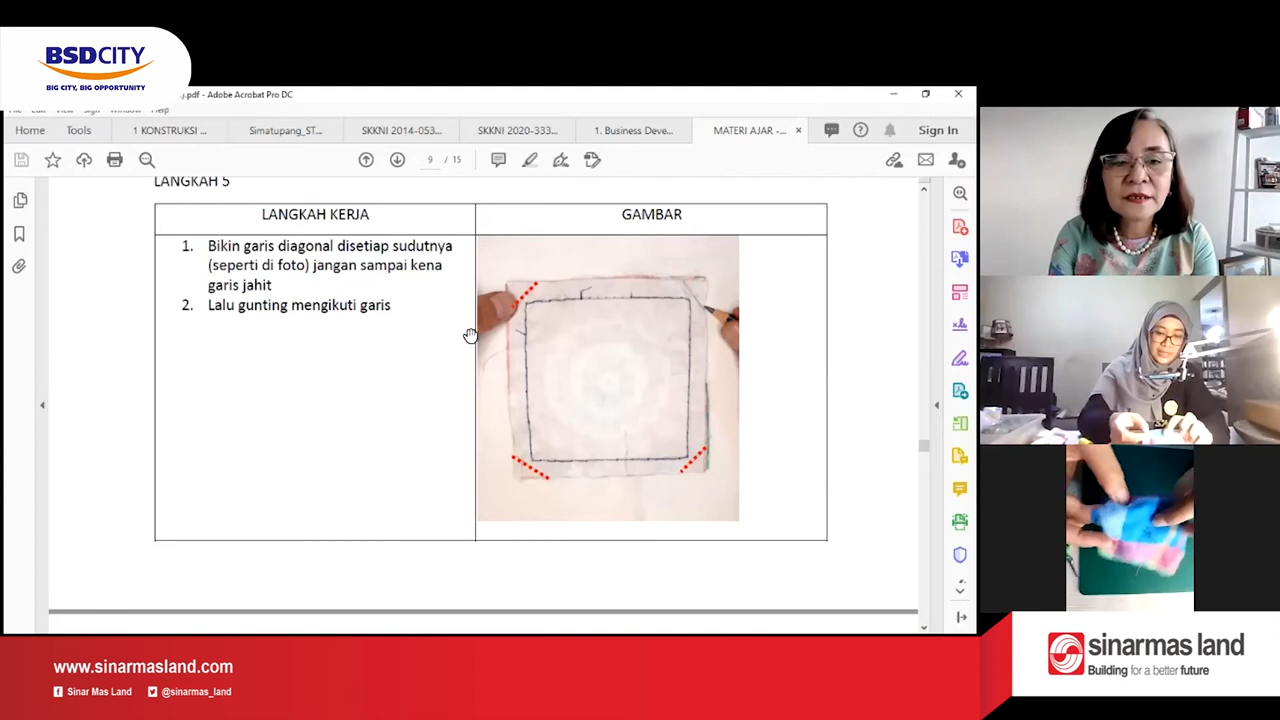 BSDCITY
BIG CITY, BIG OPPORTUNITY
.pdf - Adobe Acrobat Pro DC
Window Help
Home Tools 1 KONSTRUKSI ... Simatupang_ST... SKKNI 2014-053... SKKNI 2020-333... 1. Business Deve... MATERI AJAR -... × Sign In
9 / 15
LANGKAH 5
LANGKAH KERJA GAMBAR
1. Bikin garis diagonal disetiap sudutnya
(seperti di foto) jangan sampai kena
garis jahit
2. Lalu gunting mengikuti garis
www.sinarmasland.com
Sinar Mas Land @sinarmas_land
sinarmas land
Building for a better future